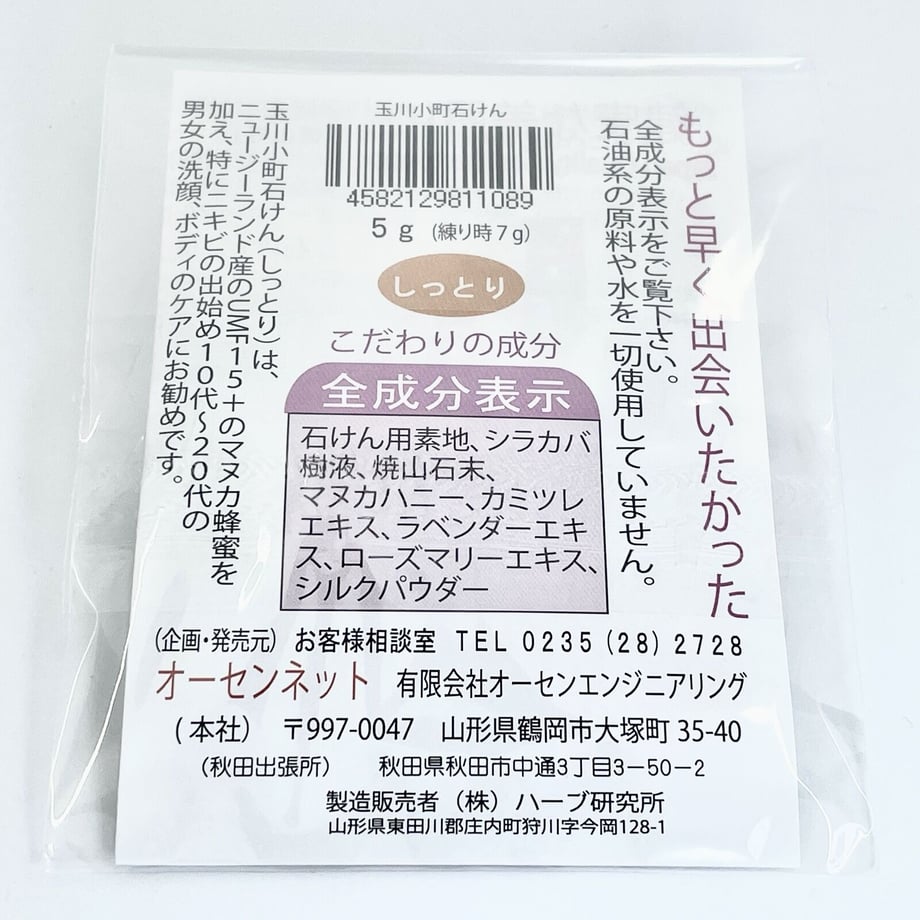 もっと早く出会いたかった
全成分表示をご覧下さい。
石油系の原料や水を一切使用していません。
玉川小町石けん
4582129811089
5g (練り時7g)
しっとり
こだわりの成分
全成分表示
石けん用素地、シラカバ
樹液、焼山石末、
マヌカハニー、カミツレ
エキス、ラベンダーエキ
ス、ローズマリーエキス、
シルクパウダー
玉川小町石けん(しっとり)は、
ニュージーランド産のUMF15+のマヌカ蜂蜜を
加え、特にニキビの出始め10代~20代の
男女の洗顔、ボディのケアにお勧めです。
(企画・発売元) お客様相談室 TEL 0235(28)2728
オーセンネット 有限会社オーセンエンジニアリング
(本社) 〒997-0047 山形県鶴岡市大塚町 35-40
(秋田出張所) 秋田県秋田市中通3丁目3-50-2
製造販売者 (株) ハーブ研究所
山形県東田川郡庄内町狩川字今岡128-1